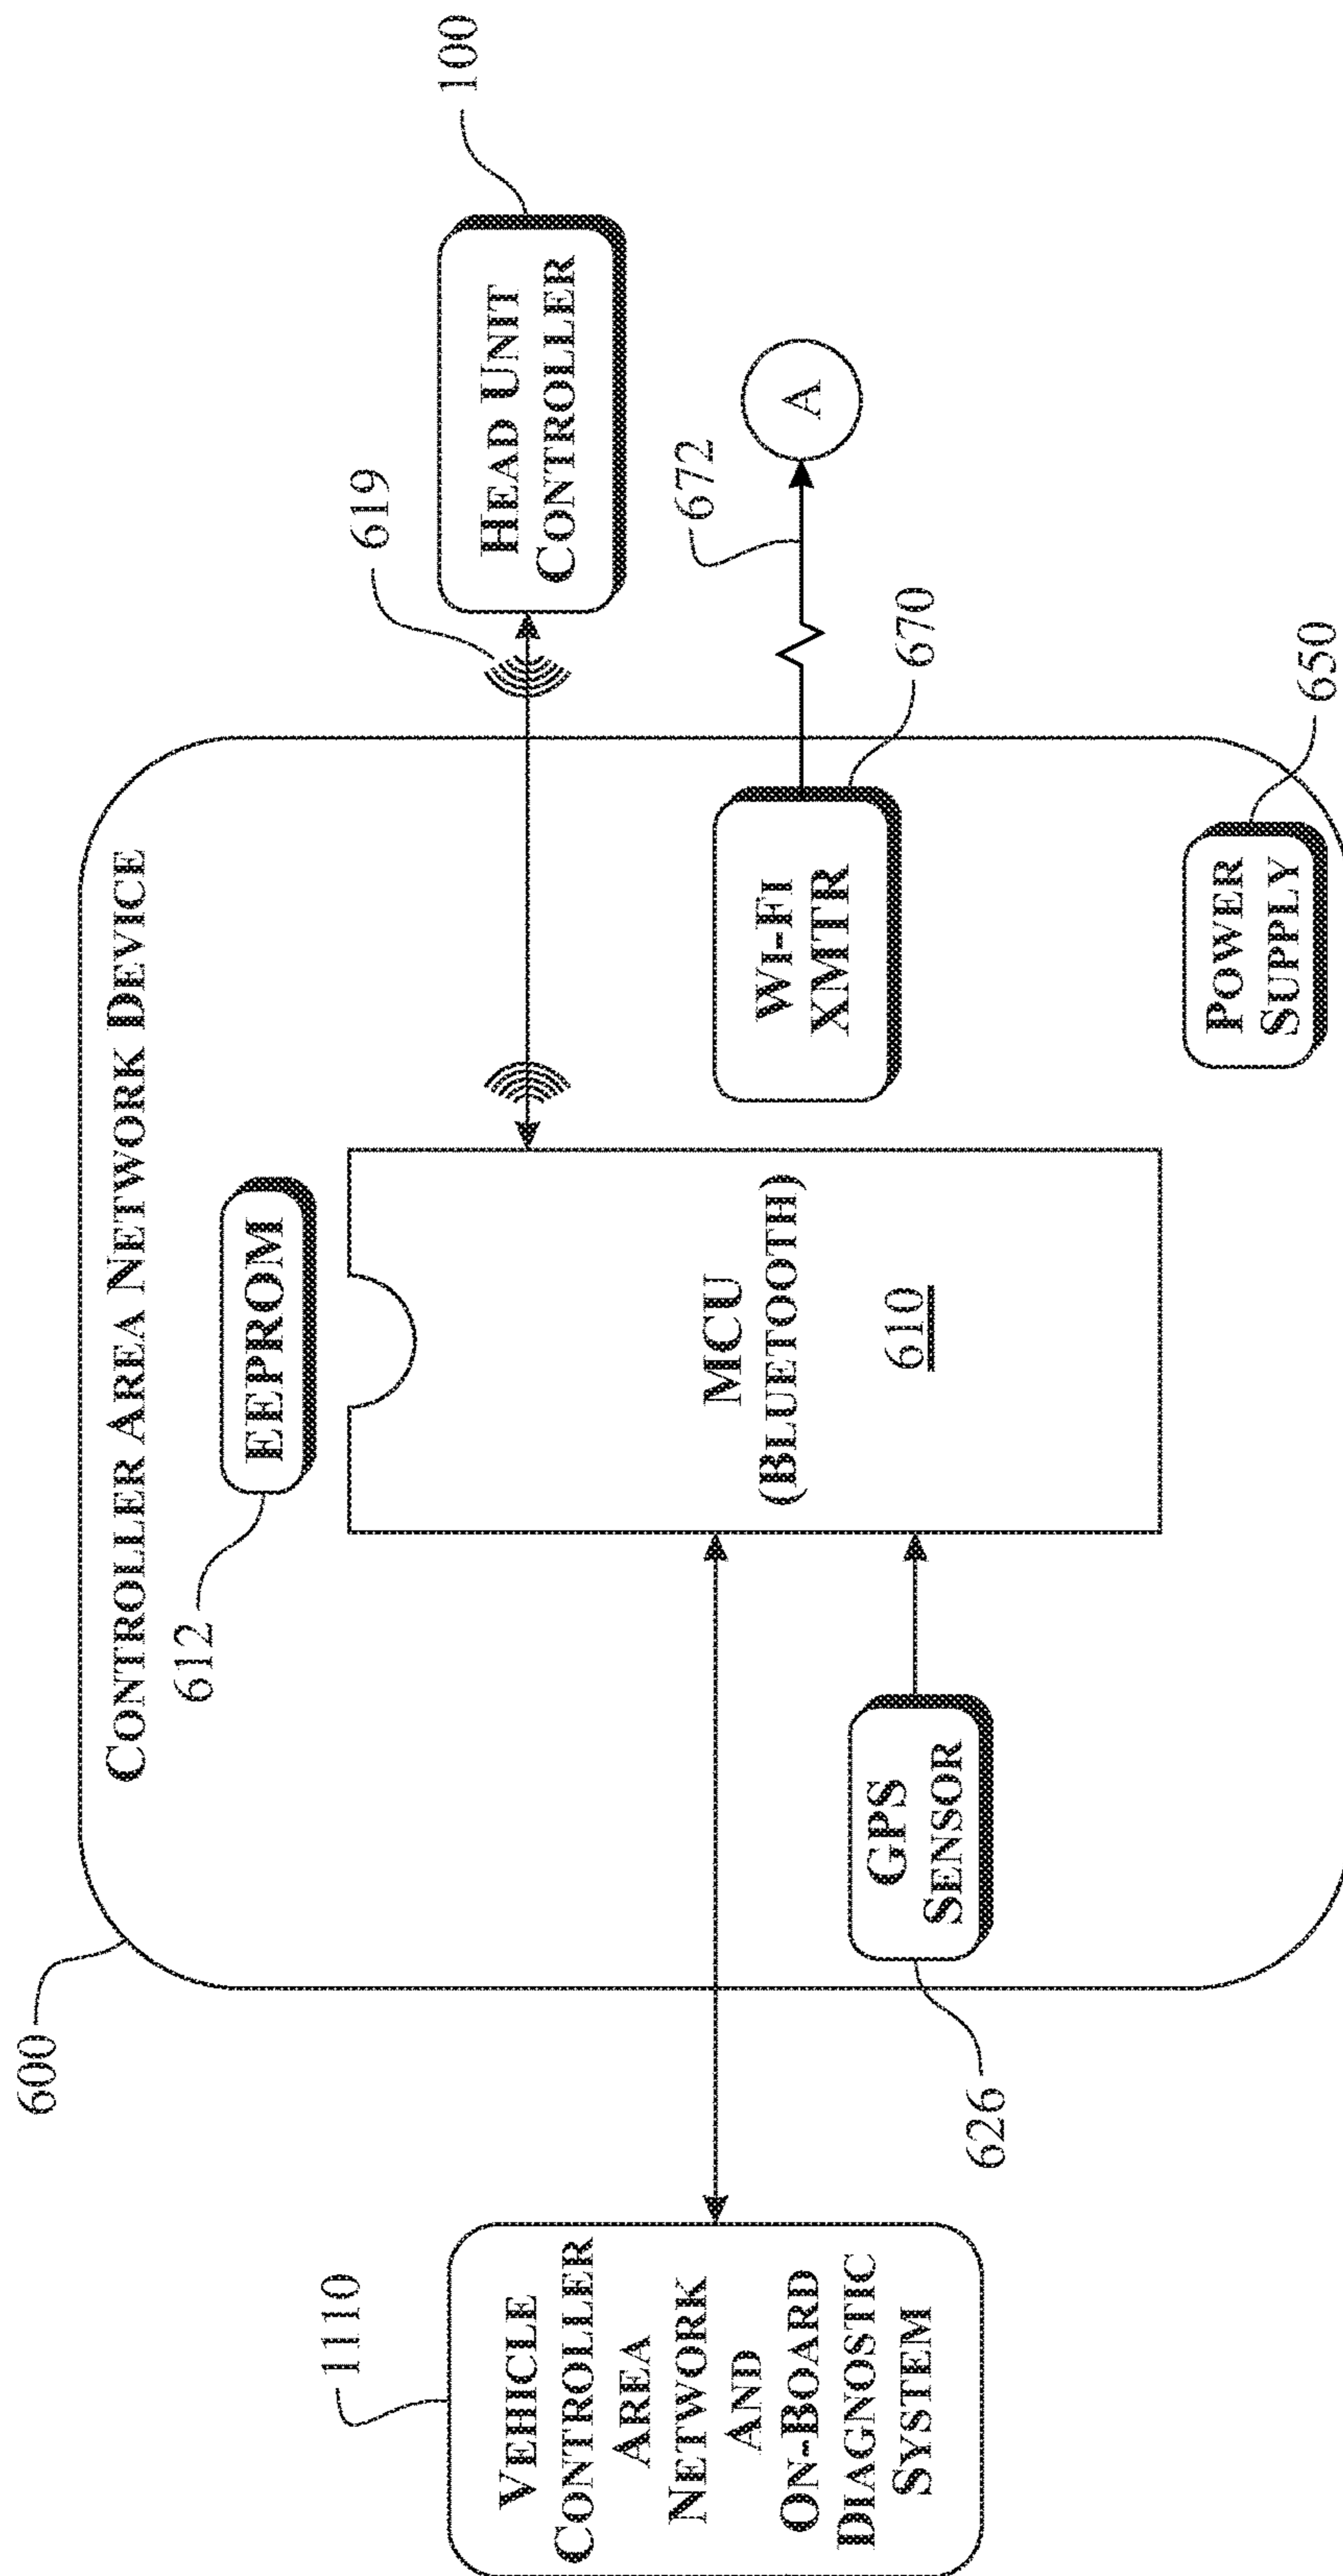 600
CONTROLLER AREA NETWORK DEVICE
612
EEPROM
619
100
HEAD UNIT
CONTROLLER
1110
VEHICLE
CONTROLLER
AREA
NETWORK
AND
ON-BOARD
DIAGNOSTIC
SYSTEM
MCU
(BLUETOOTH)
610
WI-FI
XMTR
672
A
670
GPS
SENSOR
626
POWER
SUPPLY
650